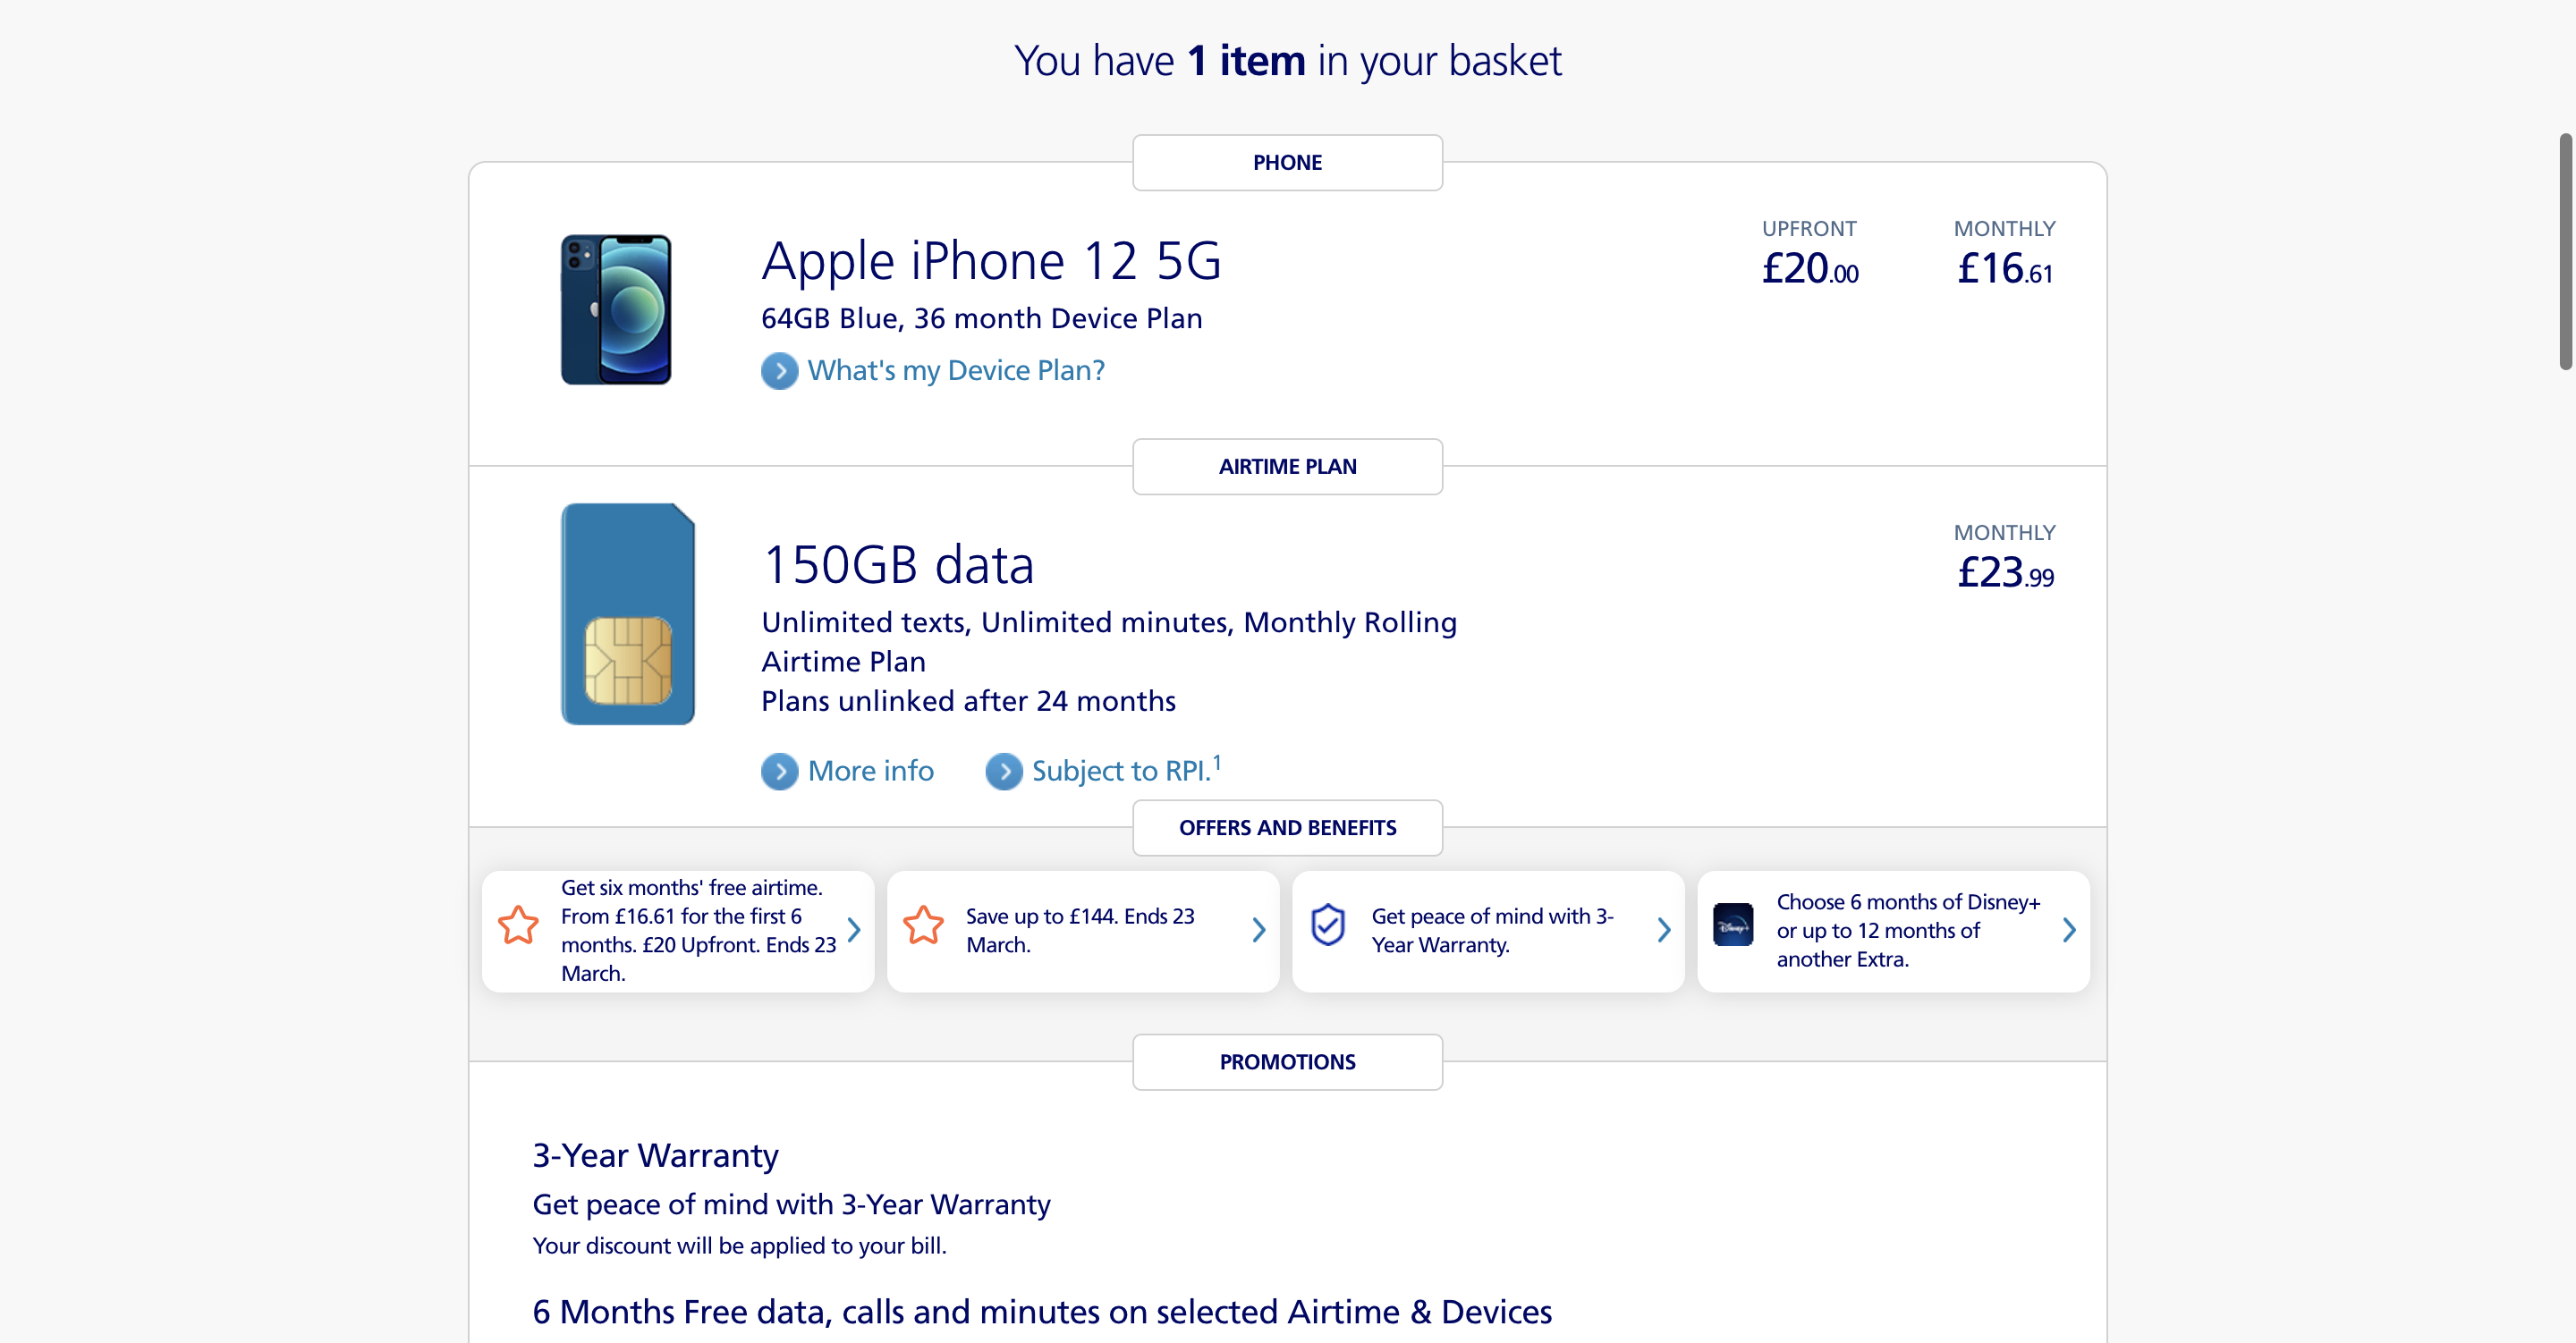 You have 1 item in your basket
PHONE
Apple iPhone 12 5G
64GB Blue, 36 month Device Plan
What's my Device Plan?
UPFRONT
£20.00
MONTHLY
£16.61
AIRTIME PLAN
150GB data
Unlimited texts, Unlimited minutes, Monthly Rolling
Airtime Plan
Plans unlinked after 24 months
More info
Subject to RPI.1
MONTHLY
£23.99
OFFERS AND BENEFITS
Get six months' free airtime.
From £16.61 for the first 6
months. £20 Upfront. Ends 23
March.
Save up to £144. Ends 23
March.
Get peace of mind with 3-
Year Warranty.
Disney+
Choose 6 months of Disney+
or up to 12 months of
another Extra.
PROMOTIONS
3-Year Warranty
Get peace of mind with 3-Year Warranty
Your discount will be applied to your bill.
6 Months Free data, calls and minutes on selected Airtime & Devices